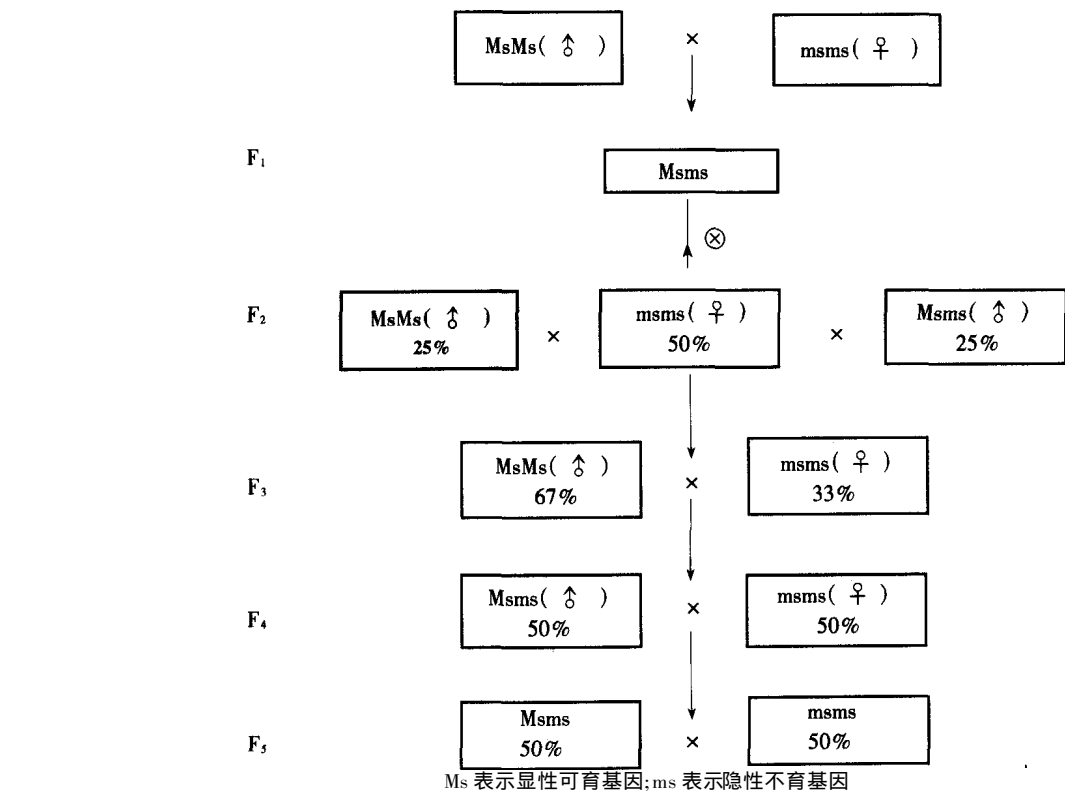 MsMs( ♂ ) × msms( ♀ )
F₁ Msms
⊗
F₂ MsMs( ♂ ) 25% × msms( ♀ ) 50% × Msms( ♂ ) 25%
F₃ MsMs( ♂ ) 67% × msms( ♀ ) 33%
F₄ Msms( ♂ ) 50% × msms( ♀ ) 50%
F₅ Msms 50% × msms 50%
Ms 表示显性可育基因;ms 表示隐性不育基因